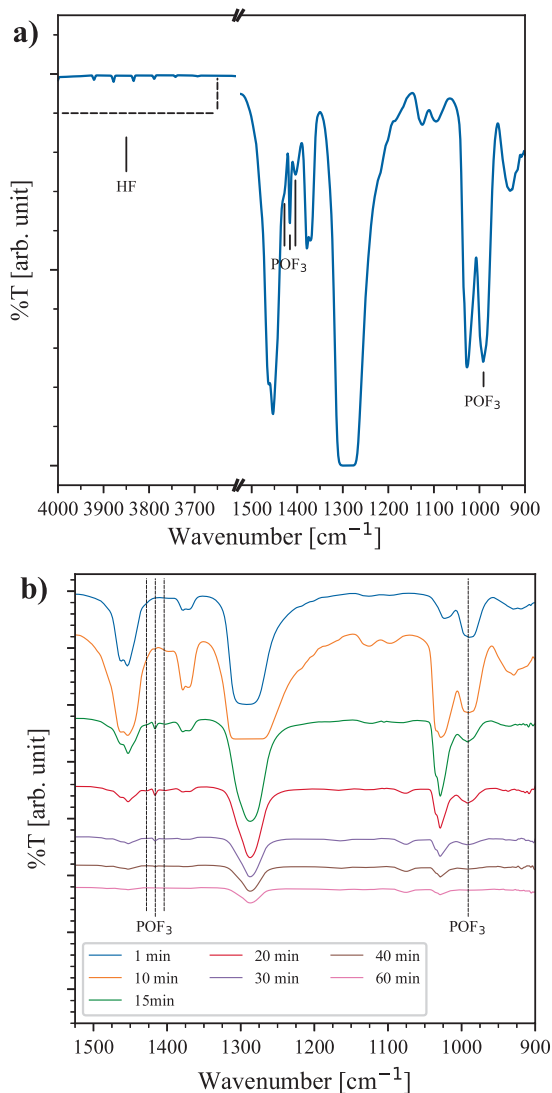 a)
%T [arb. unit]
HF
POF₃
POF₃
4000 3900 3800 3700 1500 1400 1300 1200 1100 1000 900
Wavenumber [cm⁻¹]
b)
%T [arb. unit]
POF₃ POF₃
1 min 20 min 40 min
10 min 30 min 60 min
15min
1500 1400 1300 1200 1100 1000 900
Wavenumber [cm⁻¹]